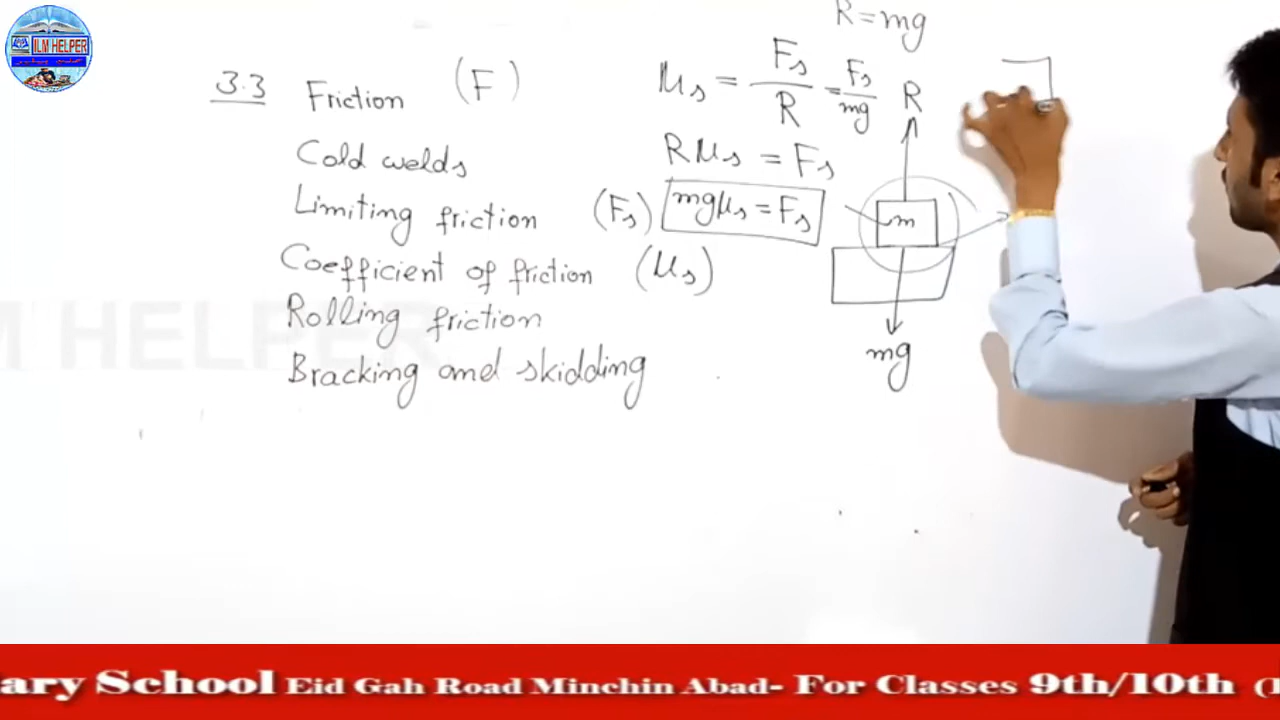 ILM HELPER
R = mg
3.3 Friction (F)
Cold welds
Limiting friction (Fs)
Coefficient of friction (μs)
Rolling friction
Bracking and skidding
μs = Fs/R = Fs/mg
Rμs = Fs
mgμs = Fs
R
m
mg
M HELPER
ary School Eid Gah Road Minchin Abad- For Classes 9th/10th (